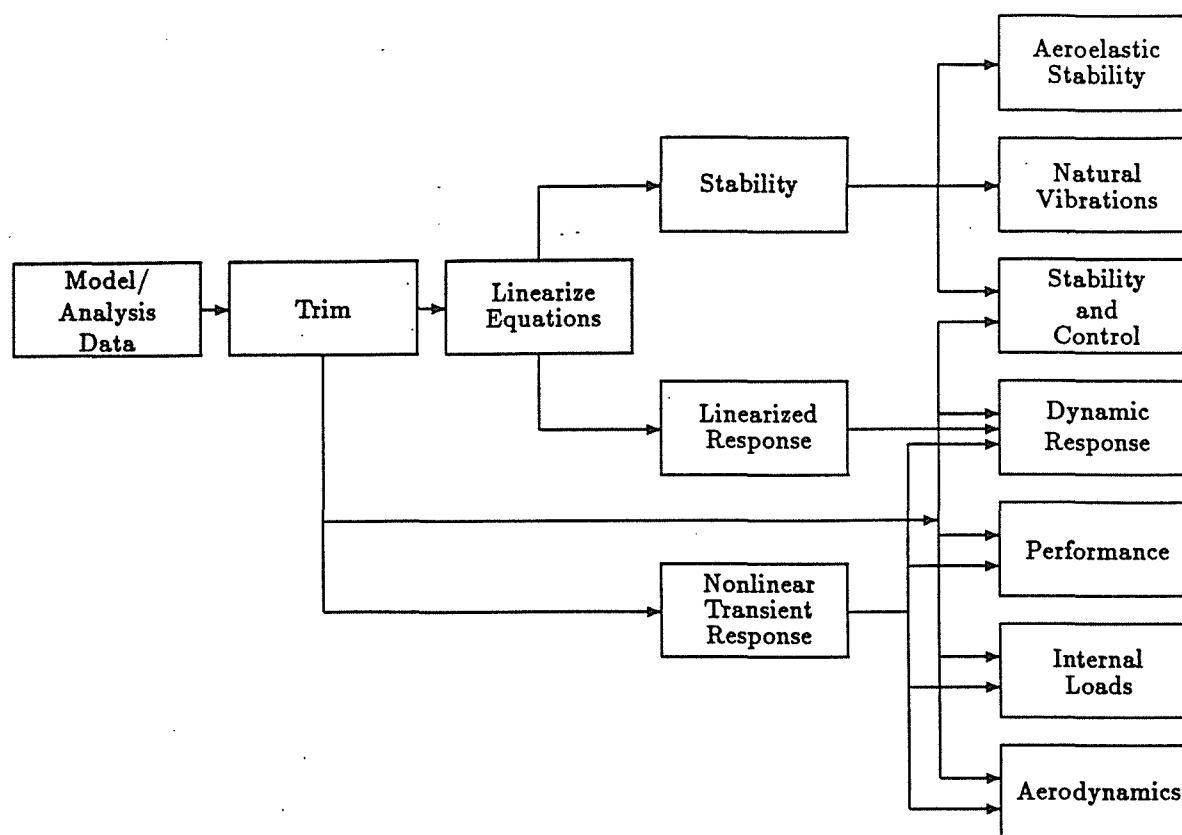 Aeroelastic
Stability
Stability
Natural
Vibrations
Model/
Analysis
Data
Trim
Linearize
Equations
Stability
and
Control
Linearized
Response
Dynamic
Response
Performance
Nonlinear
Transient
Response
Internal
Loads
Aerodynamics